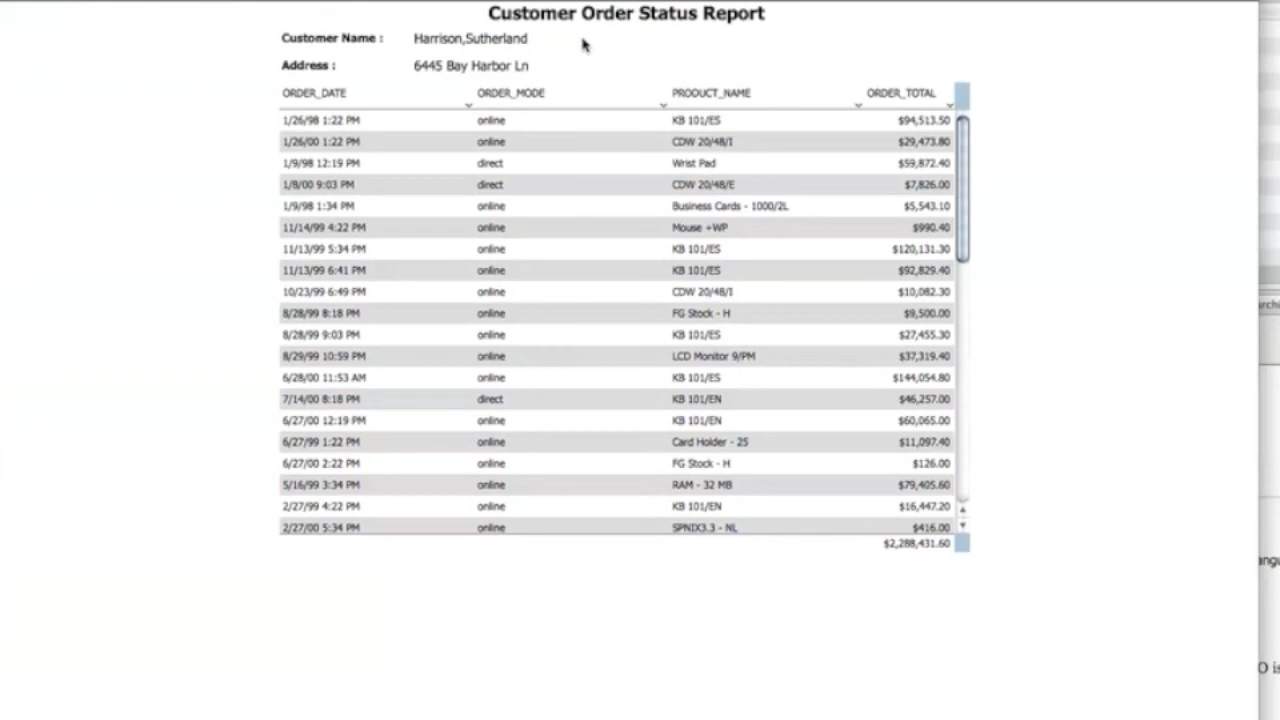 Customer Order Status Report
Customer Name : Harrison,Sutherland
Address : 6445 Bay Harbor Ln
ORDER_DATE ORDER_MODE PRODUCT_NAME ORDER_TOTAL
1/26/98 1:22 PM online KB 101/ES $94,513.50
1/26/00 1:22 PM online CDW 20/48/I $29,473.80
1/9/98 12:19 PM direct Wrist Pad $59,872.40
1/8/00 9:03 PM direct CDW 20/48/E $7,826.00
1/9/98 1:34 PM online Business Cards - 1000/2L $5,543.10
11/14/99 4:22 PM online Mouse +WP $990.40
11/13/99 5:34 PM online KB 101/ES $120,131.30
11/13/99 6:41 PM online KB 101/ES $92,829.40
10/23/99 6:49 PM online CDW 20/48/I $10,082.30
8/28/99 8:18 PM online FG Stock - H $9,500.00
8/28/99 9:03 PM online KB 101/ES $27,455.30
8/29/99 10:59 PM online LCD Monitor 9/PM $37,319.40
6/28/00 11:53 AM online KB 101/ES $144,054.80
7/14/00 8:18 PM direct KB 101/EN $46,257.00
6/27/00 12:19 PM online KB 101/EN $60,065.00
6/27/99 1:22 PM online Card Holder - 25 $11,097.40
6/27/00 2:22 PM online FG Stock - H $126.00
5/16/99 3:34 PM online RAM - 32 MB $79,405.60
2/27/99 4:22 PM online KB 101/EN $16,447.20
2/27/00 5:34 PM online SPNIX3.3 - NL $416.00
$2,288,431.60